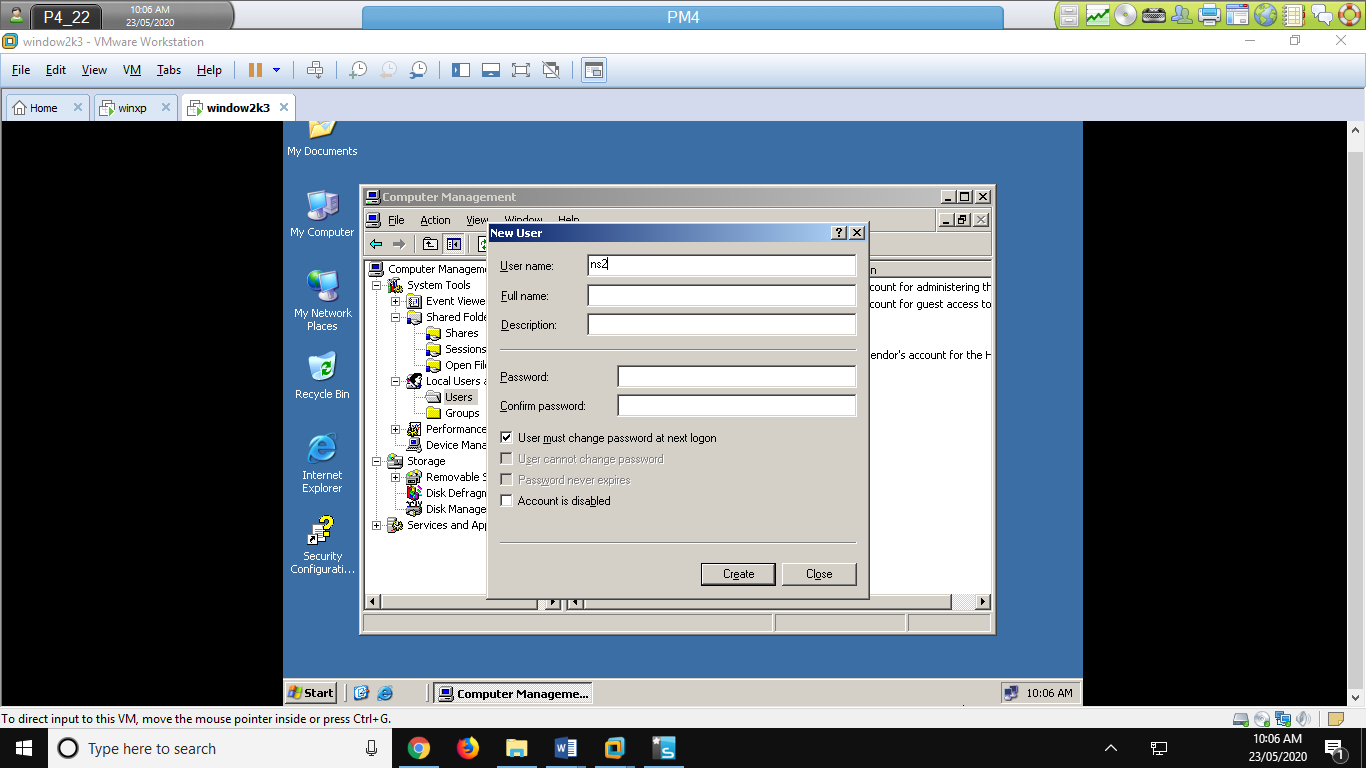 P4_22
10:06 AM
23/05/2020
PM4
window2k3 - VMware Workstation
File Edit View VM Tabs Help
Home winxp window2k3
My Documents
My Computer
My Network
Places
Recycle Bin
Internet
Explorer
Security
Configurati...
Computer Management
File Action View Window Help
New User
User name: ns2
Full name:
Description:
Password:
Confirm password:
User must change password at next logon
User cannot change password
Password never expires
Account is disabled
Create Close
Computer Manageme
System Tools
Event Viewe
Shared Folde
Shares
Sessions
Open File
Local Users a
Users
Groups
Performance
Device Mana
Storage
Removable S
Disk Defragm
Disk Manage
Services and App
n
count for administering th
count for guest access to
endor's account for the H
Start Computer Manageme... 10:06 AM
To direct input to this VM, move the mouse pointer inside or press Ctrl+G.
Type here to search
10:06 AM
23/05/2020
1